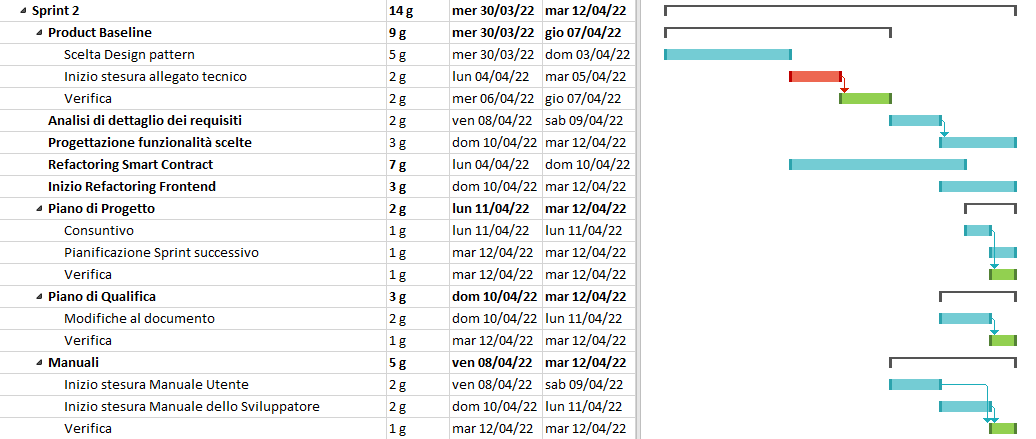 Sprint 2 14 g mer 30/03/22 mar 12/04/22
Product Baseline 9 g mer 30/03/22 gio 07/04/22
Scelta Design pattern 5 g mer 30/03/22 dom 03/04/22
Inizio stesura allegato tecnico 2 g lun 04/04/22 mar 05/04/22
Verifica 2 g mer 06/04/22 gio 07/04/22
Analisi di dettaglio dei requisiti 2 g ven 08/04/22 sab 09/04/22
Progettazione funzionalità scelte 3 g dom 10/04/22 mar 12/04/22
Refactoring Smart Contract 7 g lun 04/04/22 dom 10/04/22
Inizio Refactoring Frontend 3 g dom 10/04/22 mar 12/04/22
Piano di Progetto 2 g lun 11/04/22 mar 12/04/22
Consuntivo 1 g lun 11/04/22 lun 11/04/22
Pianificazione Sprint successivo 1 g mar 12/04/22 mar 12/04/22
Verifica 1 g mar 12/04/22 mar 12/04/22
Piano di Qualifica 3 g dom 10/04/22 mar 12/04/22
Modifiche al documento 2 g dom 10/04/22 lun 11/04/22
Verifica 1 g mar 12/04/22 mar 12/04/22
Manuali 5 g ven 08/04/22 mar 12/04/22
Inizio stesura Manuale Utente 2 g ven 08/04/22 sab 09/04/22
Inizio stesura Manuale dello Sviluppatore 2 g dom 10/04/22 lun 11/04/22
Verifica 1 g mar 12/04/22 mar 12/04/22